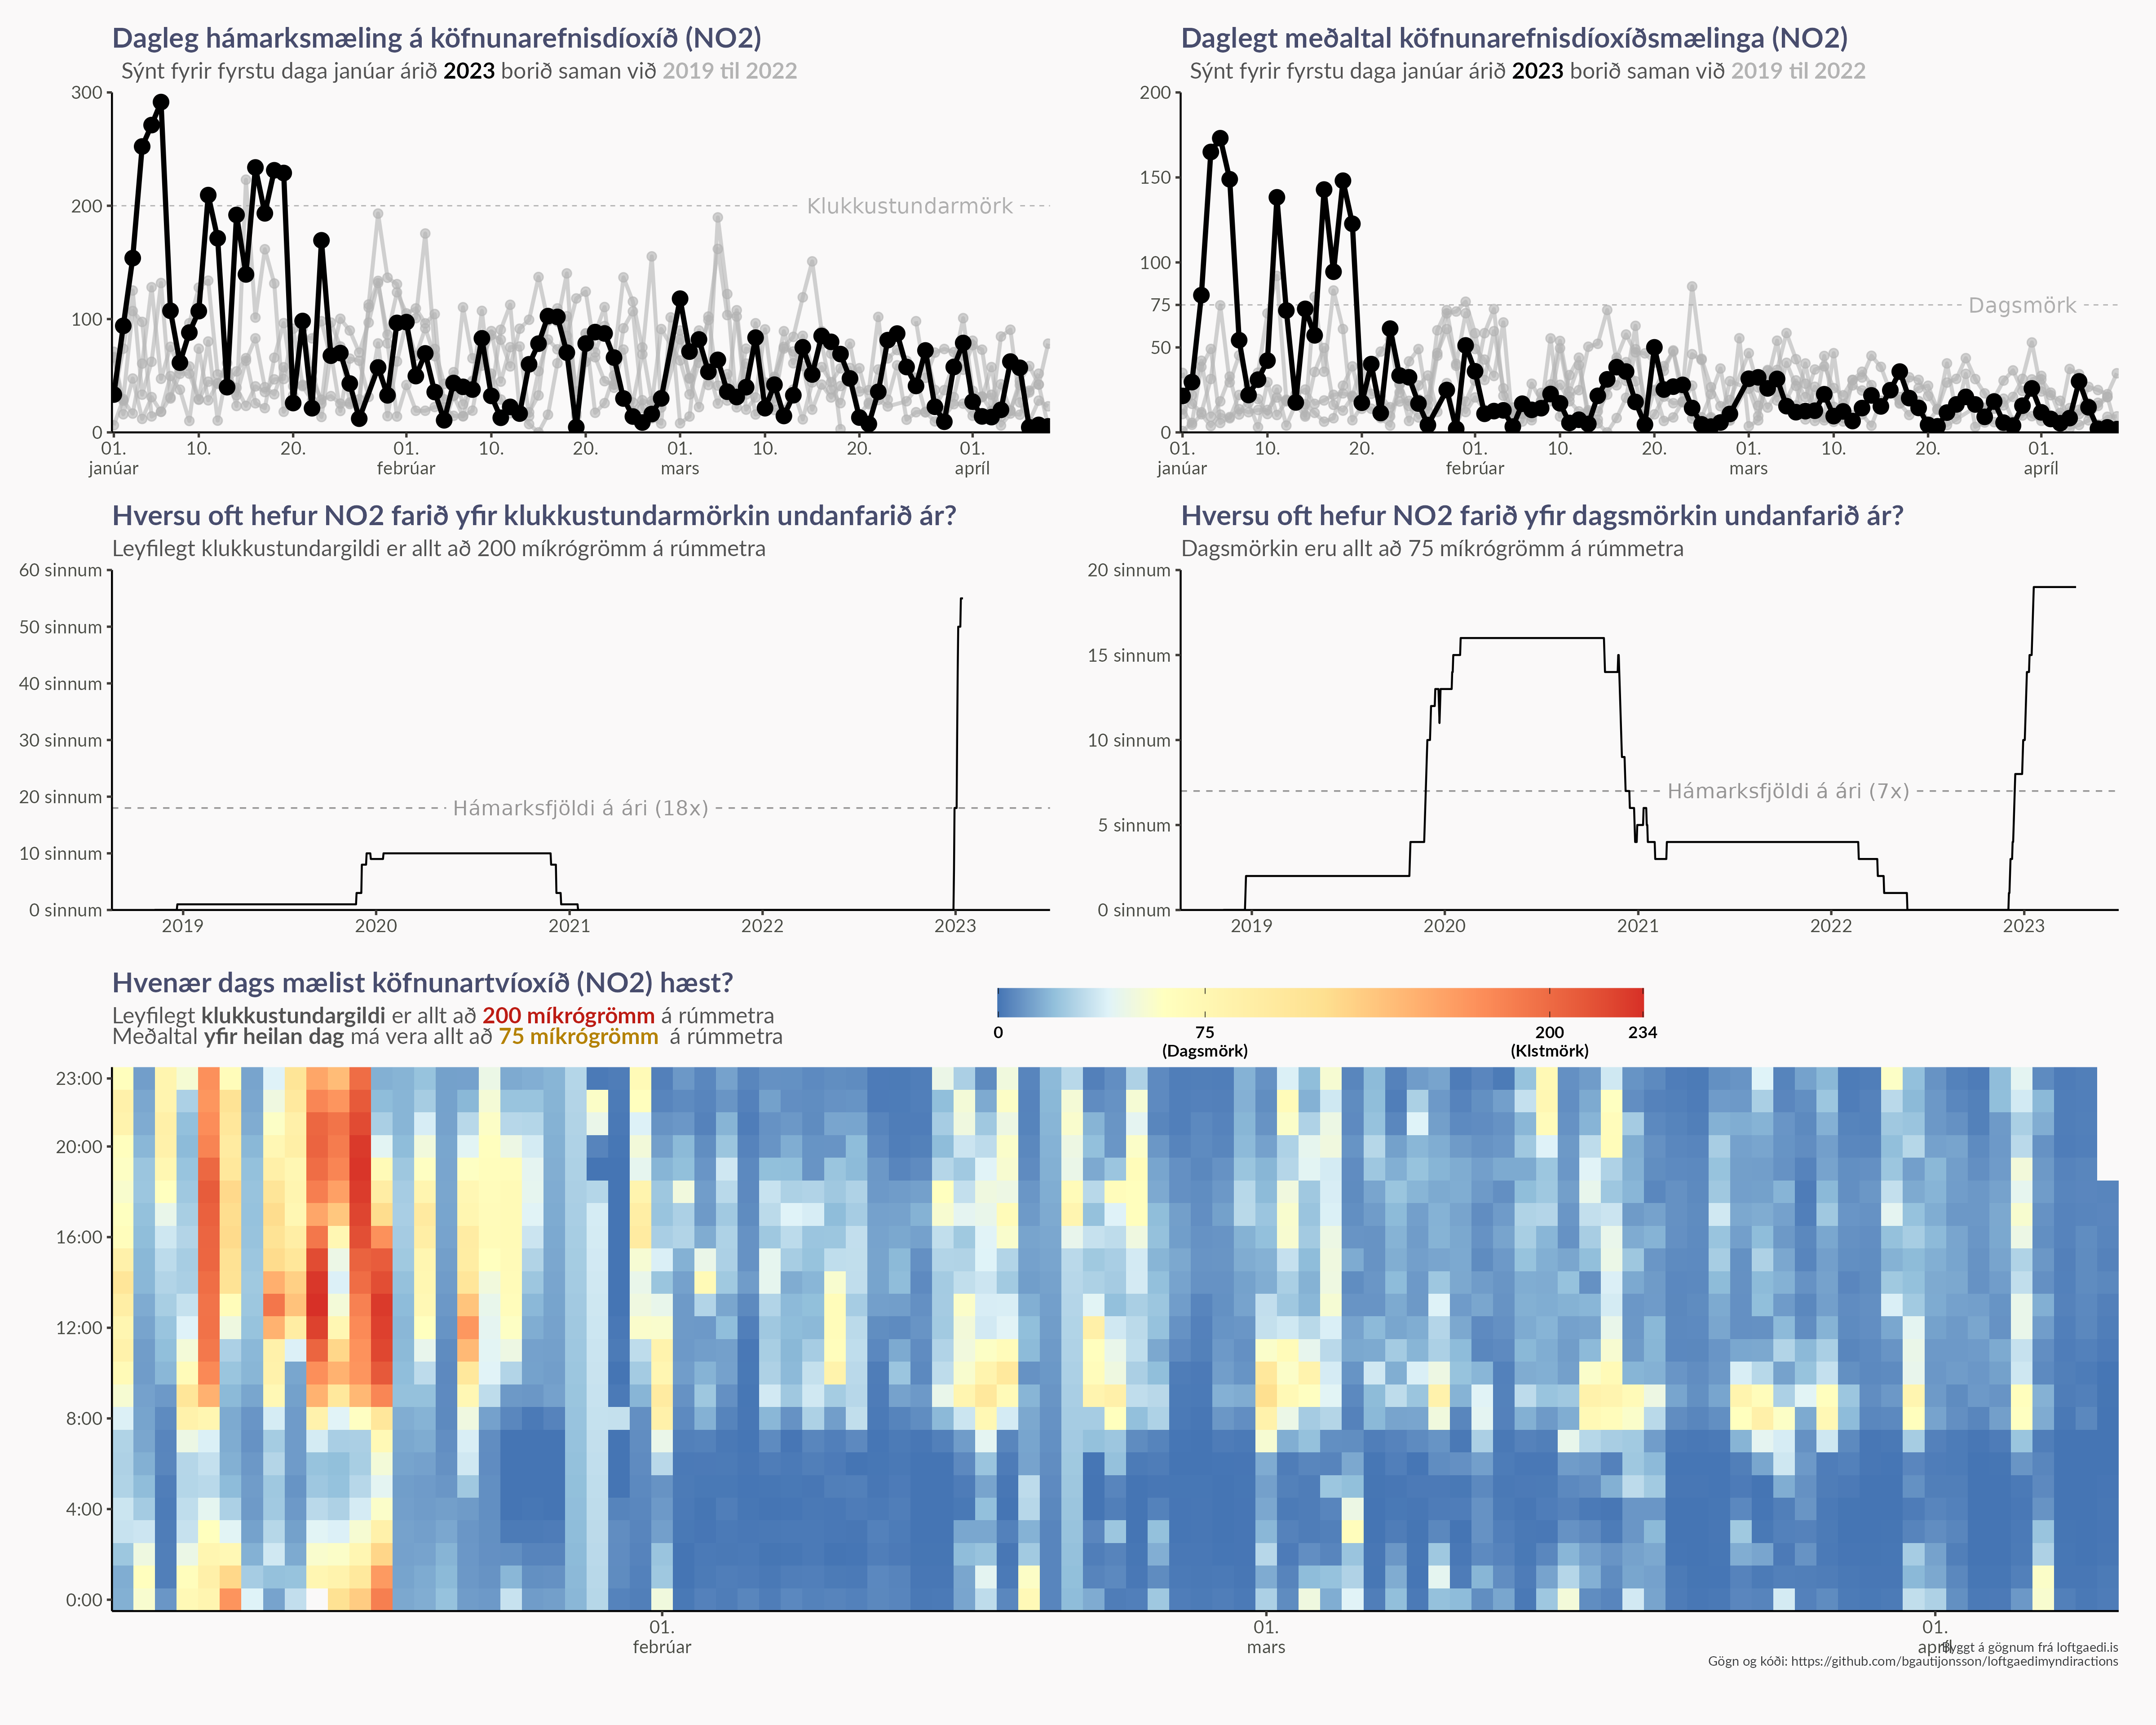 Dagleg hámarksmæling á köfnunarefnisdíoxíð (NO2)
Sýnt fyrir fyrstu daga janúar árið 2023 borið saman við 2019 til 2022
300
200
100
0
Klukkustundarmörk
01. 10. 20. 01. 10. 20. 01. 10. 20. 01.
janúar febrúar mars apríl
Daglegt meðaltal köfnunarefnisdíoxíðsmælinga (NO2)
Sýnt fyrir fyrstu daga janúar árið 2023 borið saman við 2019 til 2022
200
150
100
75
50
0
Dagsmörk
01. 10. 20. 01. 10. 20. 01. 10. 20. 01.
janúar febrúar mars apríl
Hversu oft hefur NO2 farið yfir klukkustundarmörkin undanfarið ár?
Leyfilegt klukkustundargildi er allt að 200 míkrógrömm á rúmmetra
60 sinnum
50 sinnum
40 sinnum
30 sinnum
20 sinnum
10 sinnum
0 sinnum
Hámarksfjöldi á ári (18x)
2019 2020 2021 2022 2023
Hversu oft hefur NO2 farið yfir dagsmörkin undanfarið ár?
Dagsmörkin eru allt að 75 míkrógrömm á rúmmetra
20 sinnum
15 sinnum
10 sinnum
5 sinnum
0 sinnum
Hámarksfjöldi á ári (7x)
2019 2020 2021 2022 2023
Hvenær dags mælist köfnunartvíoxíð (NO2) hæst?
Leyfilegt klukkustundargildi er allt að 200 míkrógrömm á rúmmetra
Meðaltal yfir heilan dag má vera allt að 75 míkrógrömm á rúmmetra
0 75 200 234
(Dagsmörk) (Klstmörk)
23:00
20:00
16:00
12:00
8:00
4:00
0:00
01. 01. 01.
febrúar mars apríl
Byggt á gögnum frá loftgaedi.is
Gögn og kóði: https://github.com/bgautijonsson/loftgaedimyndiractions